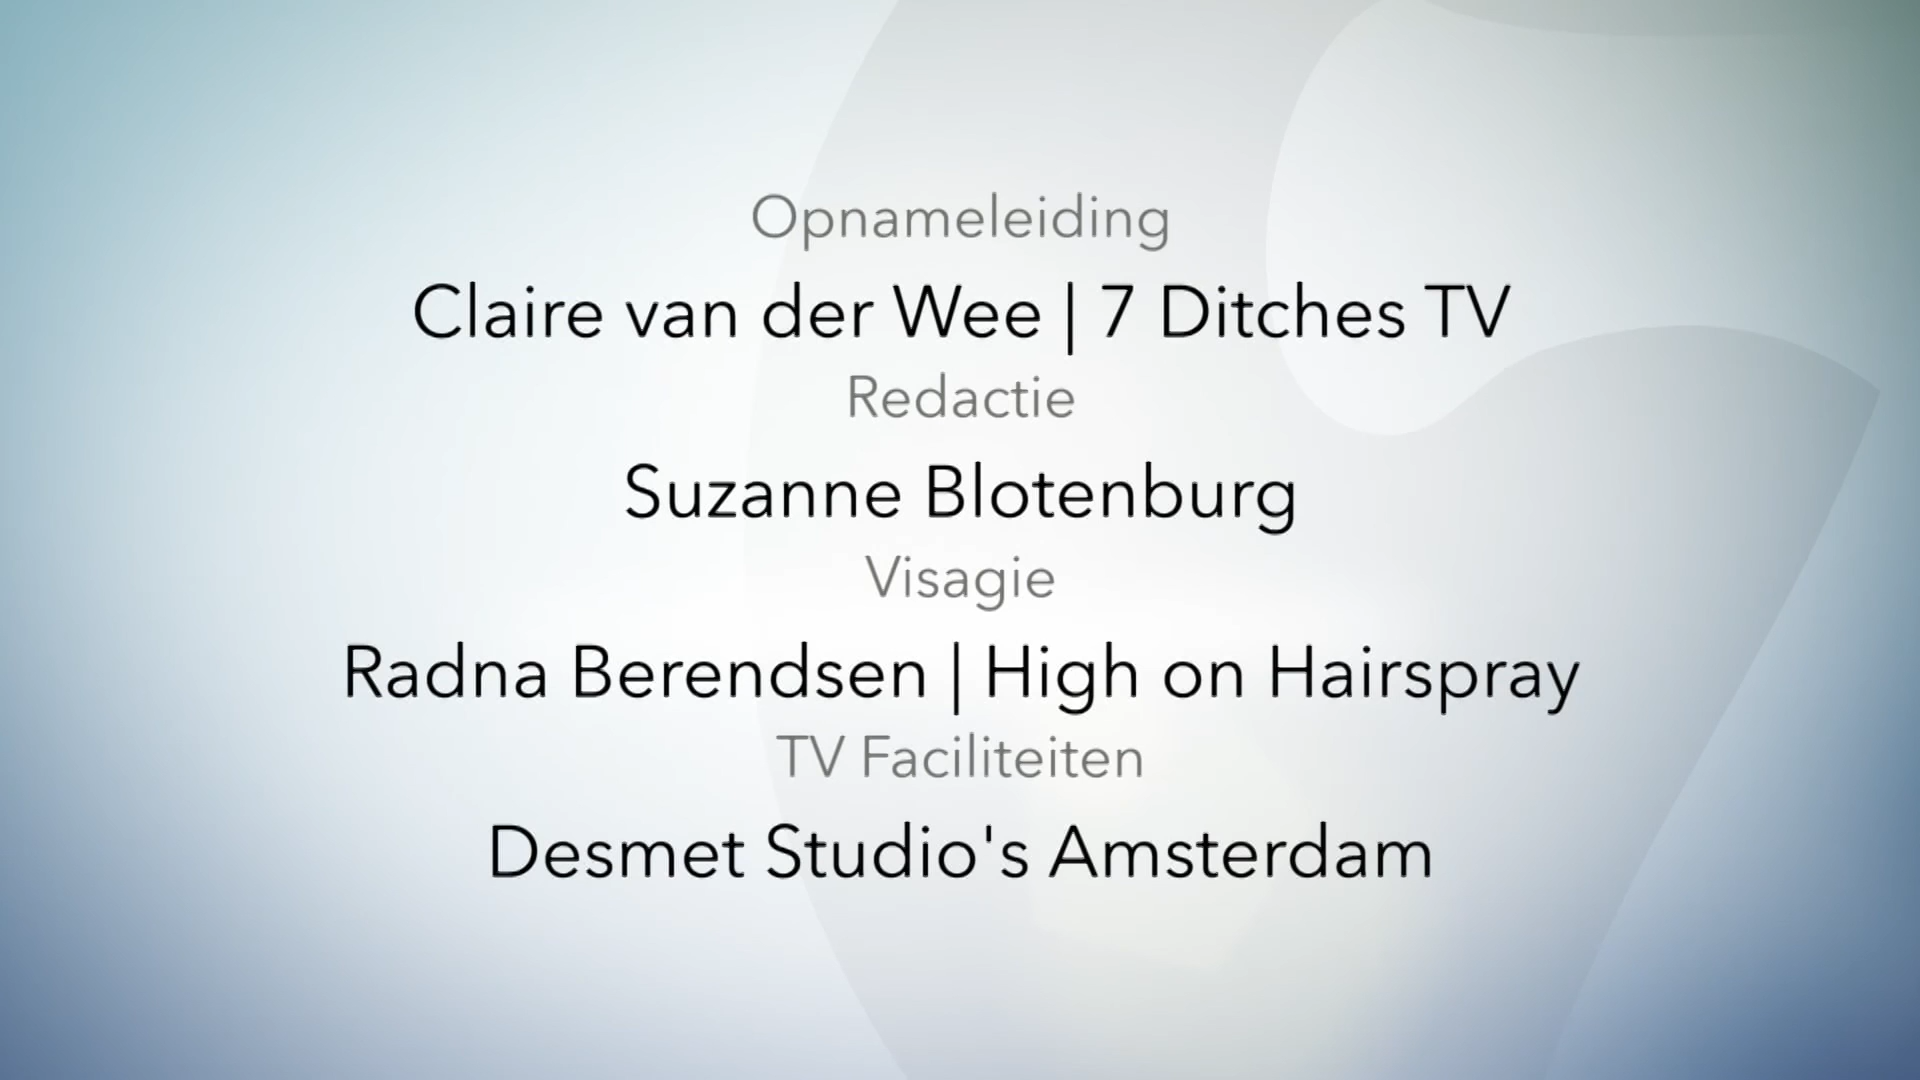 Opnameleiding
Claire van der Wee | 7 Ditches TV
Redactie
Suzanne Blotenburg
Visagie
Radna Berendsen | High on Hairspray
TV Faciliteiten
Desmet Studio's Amsterdam